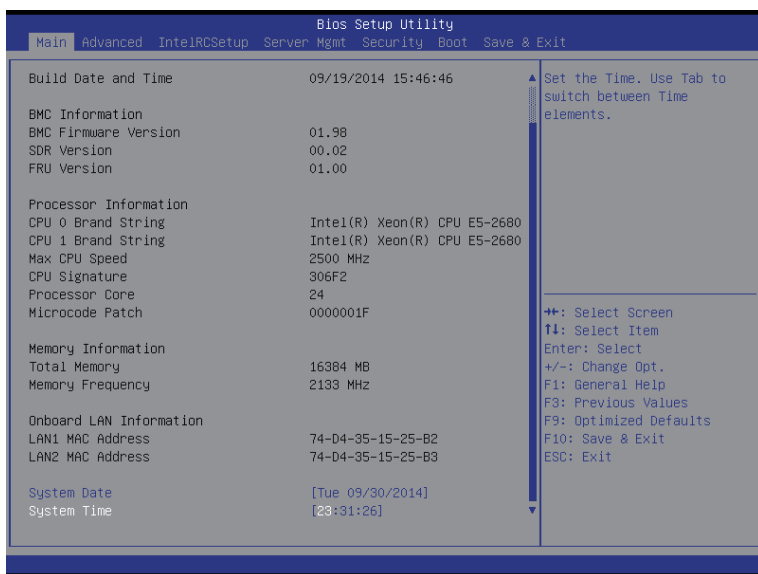 Bios Setup Utility
Main Advanced IntelRCSetup Server Mgmt Security Boot Save & Exit
Build Date and Time 09/19/2014 15:46:46
BMC Information
BMC Firmware Version 01.98
SDR Version 00.02
FRU Version 01.00
Processor Information
CPU 0 Brand String Intel(R) Xeon(R) CPU E5-2680
CPU 1 Brand String Intel(R) Xeon(R) CPU E5-2680
Max CPU Speed 2500 MHz
CPU Signature 306F2
Processor Core 24
Microcode Patch 0000001F
Memory Information
Total Memory 16384 MB
Memory Frequency 2133 MHz
Onboard LAN Information
LAN1 MAC Address 74-D4-35-15-25-B2
LAN2 MAC Address 74-D4-35-15-25-B3
System Date [Tue 09/30/2014]
System Time [23:31:26]
Set the Time. Use Tab to
switch between Time
elements.
→←: Select Screen
↑↓: Select Item
Enter: Select
+/-: Change Opt.
F1: General Help
F3: Previous Values
F9: Optimized Defaults
F10: Save & Exit
ESC: Exit